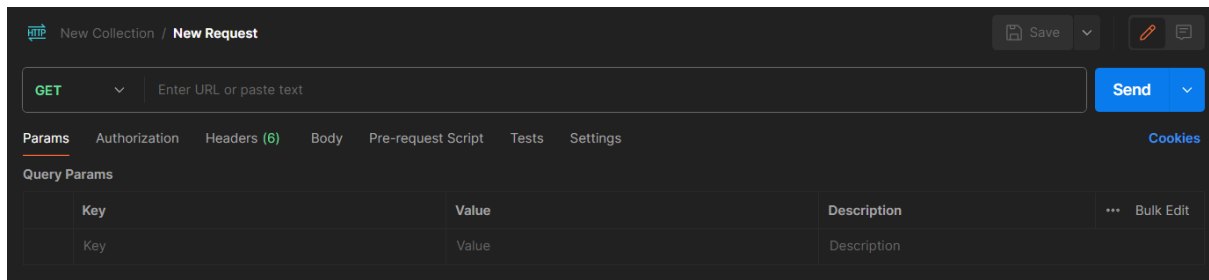 HTTP New Collection / New Request Save
GET Enter URL or paste text Send
Params Authorization Headers (6) Body Pre-request Script Tests Settings Cookies
Query Params
Key Value Description ••• Bulk Edit
Key Value Description